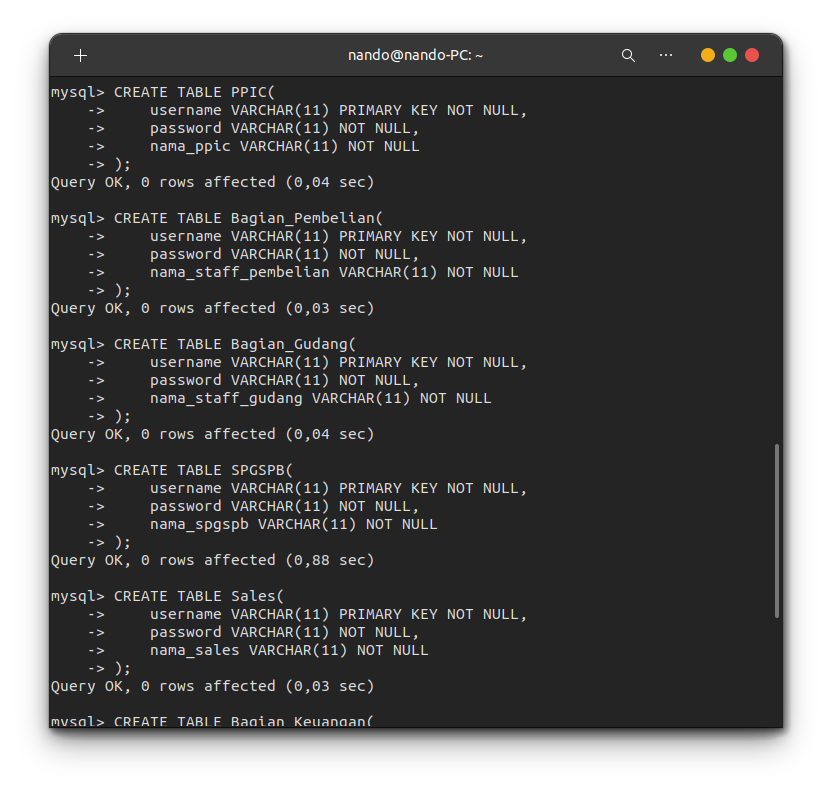 nando@nando-PC: ~
mysql> CREATE TABLE PPIC(
    ->     username VARCHAR(11) PRIMARY KEY NOT NULL,
    ->     password VARCHAR(11) NOT NULL,
    ->     nama_ppic VARCHAR(11) NOT NULL
    -> );
Query OK, 0 rows affected (0,04 sec)

mysql> CREATE TABLE Bagian_Pembelian(
    ->     username VARCHAR(11) PRIMARY KEY NOT NULL,
    ->     password VARCHAR(11) NOT NULL,
    ->     nama_staff_pembelian VARCHAR(11) NOT NULL
    -> );
Query OK, 0 rows affected (0,03 sec)

mysql> CREATE TABLE Bagian_Gudang(
    ->     username VARCHAR(11) PRIMARY KEY NOT NULL,
    ->     password VARCHAR(11) NOT NULL,
    ->     nama_staff_gudang VARCHAR(11) NOT NULL
    -> );
Query OK, 0 rows affected (0,04 sec)

mysql> CREATE TABLE SPGSPB(
    ->     username VARCHAR(11) PRIMARY KEY NOT NULL,
    ->     password VARCHAR(11) NOT NULL,
    ->     nama_spgspb VARCHAR(11) NOT NULL
    -> );
Query OK, 0 rows affected (0,88 sec)

mysql> CREATE TABLE Sales(
    ->     username VARCHAR(11) PRIMARY KEY NOT NULL,
    ->     password VARCHAR(11) NOT NULL,
    ->     nama_sales VARCHAR(11) NOT NULL
    -> );
Query OK, 0 rows affected (0,03 sec)

mysql> CREATE TABLE Bagian_Keuangan(